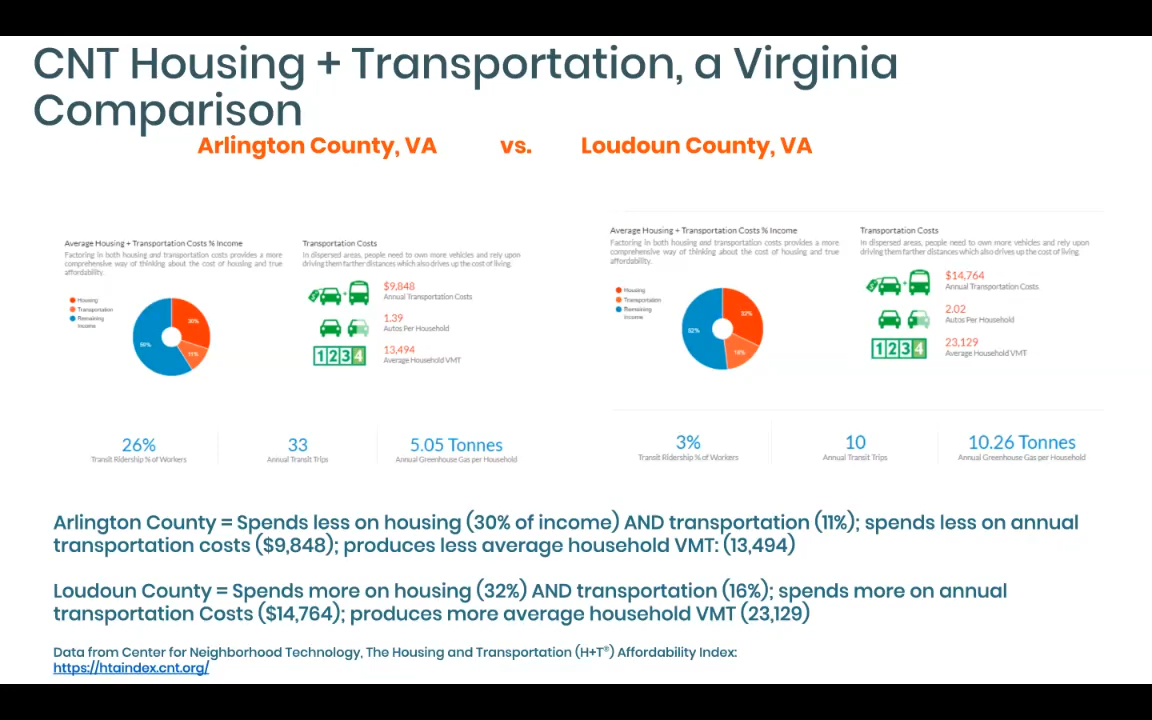 CNT Housing + Transportation, a Virginia
Comparison
Arlington County, VA vs. Loudoun County, VA
Average Housing + Transportation Costs % Income
Factoring in both housing and transportation costs provides a more
comprehensive way of thinking about the cost of housing and true
affordability.
Housing
Transportation
Remaining
Income
30%
11%
Transportation Costs
In dispersed areas, people need to own more vehicles and rely upon
driving them farther distances which also drives up the cost of living.
$9,848
Annual Transportation Costs
1.39
Autos Per Household
1234
13,494
Average Household VMT
26%
Transit Ridership % of Workers
33
Annual Transit Trips
5.05 Tonnes
Annual Greenhouse Gas per Household
Average Housing + Transportation Costs % Income
Factoring in both housing and transportation costs provides a more
comprehensive way of thinking about the cost of housing and true
affordability.
Housing
Transportation
Remaining
Income
52%
Transportation Costs
In dispersed areas, people need to own more vehicles and rely upon
driving them farther distances which also drives up the cost of living.
$14,764
Annual Transportation Costs
2.02
Autos Per Household
1234
23,129
Average Household VMT
3%
Transit Ridership % of Workers
10
Annual Transit Trips
10.26 Tonnes
Annual Greenhouse Gas per Household
Arlington County = Spends less on housing (30% of income) AND transportation (11%); spends less on annual
transportation costs ($9,848); produces less average household VMT: (13,494)
Loudoun County = Spends more on housing (32%) AND transportation (16%); spends more on annual
transportation Costs ($14,764); produces more average household VMT (23,129)
Data from Center for Neighborhood Technology, The Housing and Transportation (H+T®) Affordability Index:
https://htaindex.cnt.org/